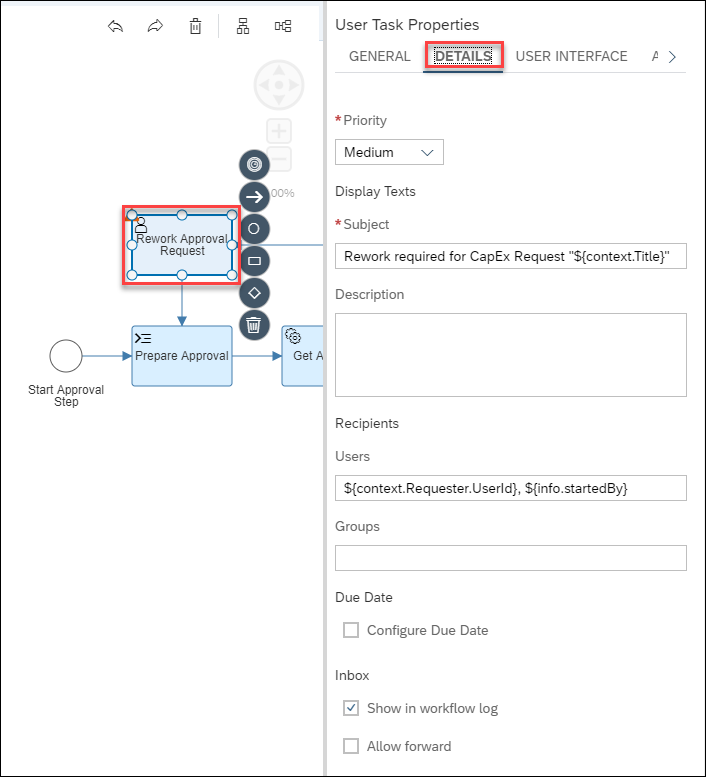 User Task Properties
GENERAL DETAILS USER INTERFACE
*Priority
Medium
Display Texts
*Subject
Rework required for CapEx Request "${context.Title}"
Description
Recipients
Users
${context.Requester.UserId}, ${info.startedBy}
Groups
Due Date
Configure Due Date
Inbox
Show in workflow log
Allow forward
00%
Rework Approval
Request
Prepare Approval
Get A
Start Approval
Step